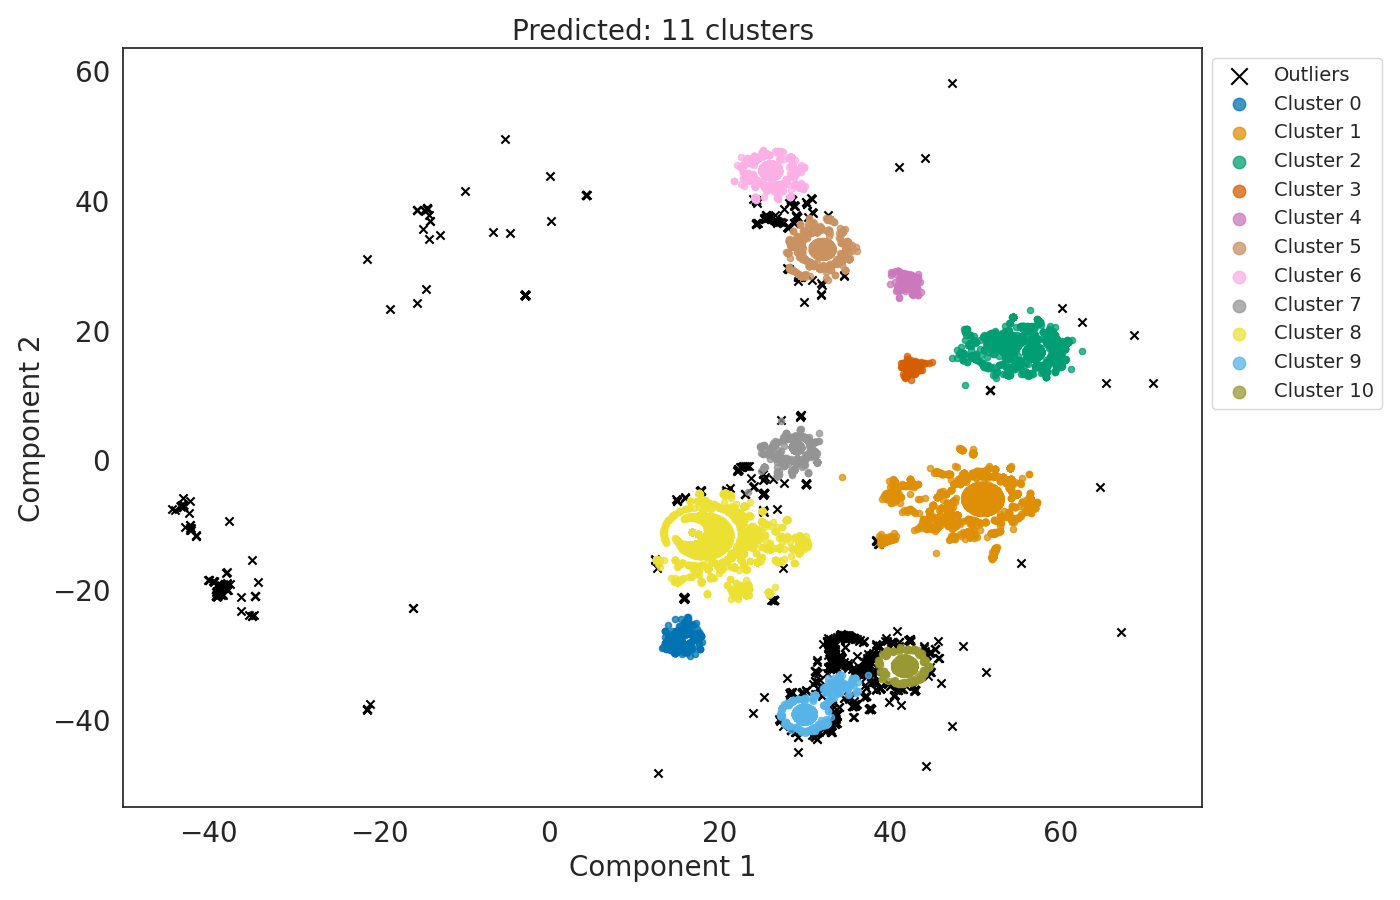 Predicted: 11 clusters
60
40
20
0
−20
−40
Component 2
−40
−20
0
20
40
60
Component 1
Outliers
Cluster 0
Cluster 1
Cluster 2
Cluster 3
Cluster 4
Cluster 5
Cluster 6
Cluster 7
Cluster 8
Cluster 9
Cluster 10